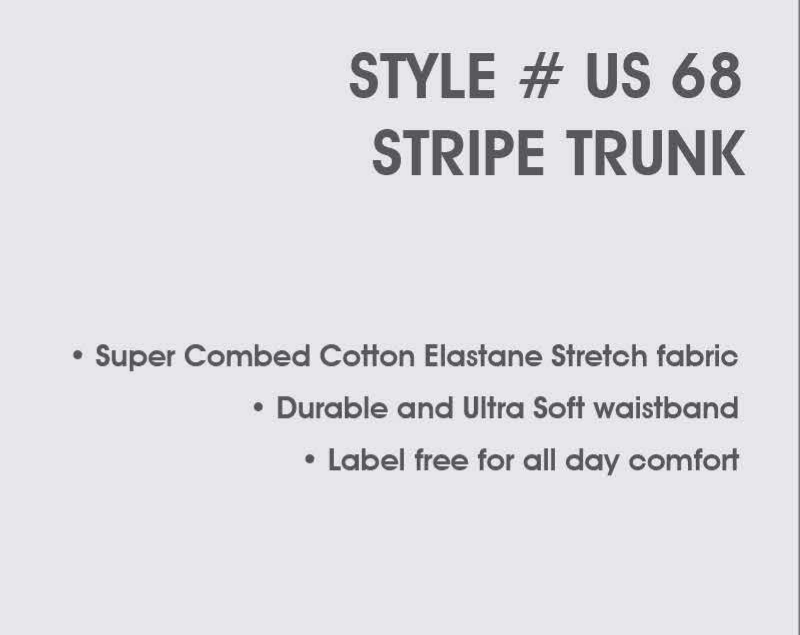 STYLE # US 68
STRIPE TRUNK
• Super Combed Cotton Elastane Stretch fabric
• Durable and Ultra Soft waistband
• Label free for all day comfort